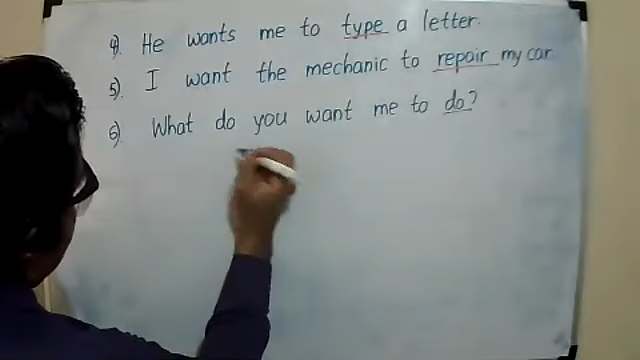 4). He wants me to type a letter.
5). I want the mechanic to repair my car
6). What do you want me to do?